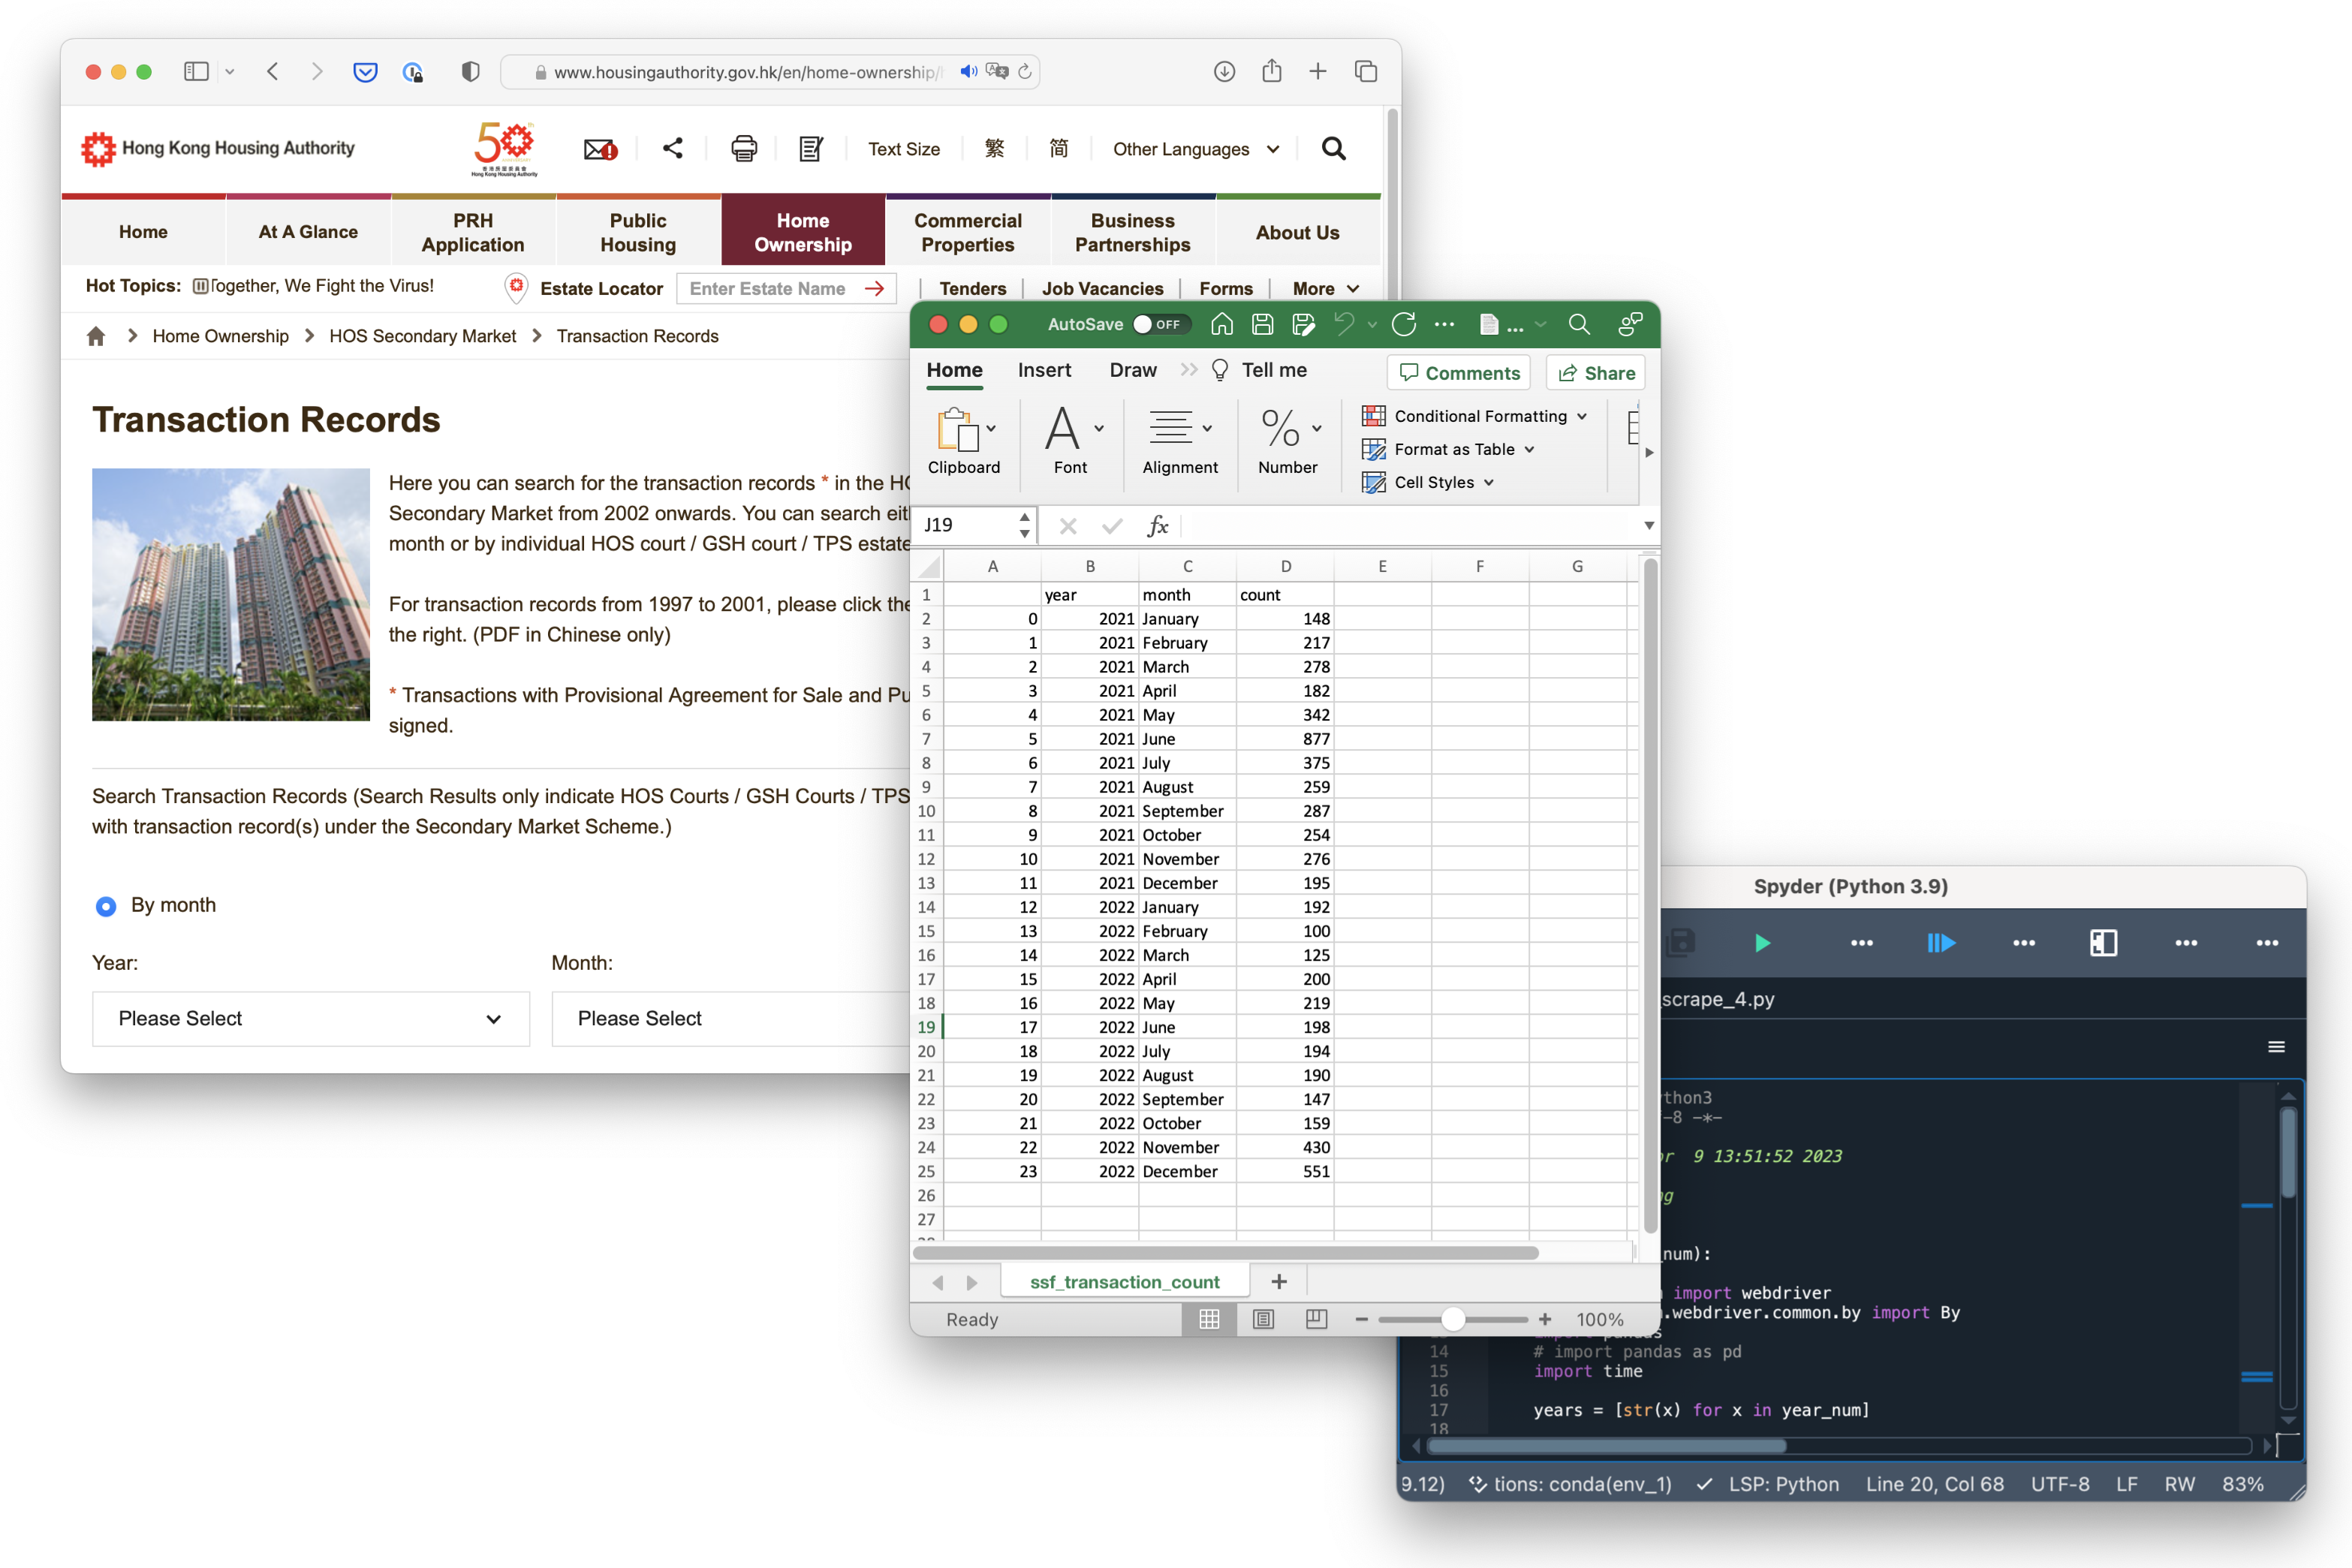 www.housingauthority.gov.hk/en/home-ownership/
Hong Kong Housing Authority
50
Hong Kong Housing Authority
Text Size
繁
简
Other Languages
Home
At A Glance
PRH Application
Public Housing
Home Ownership
Commercial Properties
Business Partnerships
About Us
Hot Topics:
Together, We Fight the Virus!
Estate Locator
Enter Estate Name
Tenders
Job Vacancies
Forms
More
Home Ownership > HOS Secondary Market > Transaction Records
Transaction Records
Here you can search for the transaction records * in the
Secondary Market from 2002 onwards. You can search
month or by individual HOS court / GSH court / TPS estate
For transaction records from 1997 to 2001, please click
the right. (PDF in Chinese only)
* Transactions with Provisional Agreement for Sale and
signed.
Search Transaction Records (Search Results only indicate HOS Courts / GSH Courts / TPS
with transaction record(s) under the Secondary Market Scheme.)
By month
Year:
Month:
Please Select
Please Select
AutoSave OFF
...
Home
Insert
Draw
Tell me
Comments
Share
Clipboard
Font
Alignment
%
Number
Conditional Formatting
Format as Table
Cell Styles
J19
fx
A B C D E F G
1 year month count
2 0 2021 January 148
3 1 2021 February 217
4 2 2021 March 278
5 3 2021 April 182
6 4 2021 May 342
7 5 2021 June 877
8 6 2021 July 375
9 7 2021 August 259
10 8 2021 September 287
11 9 2021 October 254
12 10 2021 November 276
13 11 2021 December 195
14 12 2022 January 192
15 13 2022 February 100
16 14 2022 March 125
17 15 2022 April 200
18 16 2022 May 219
19 17 2022 June 198
20 18 2022 July 194
21 19 2022 August 190
22 20 2022 September 147
23 21 2022 October 159
24 22 2022 November 430
25 23 2022 December 551
26
27
ssf_transaction_count
Ready
100%
Spyder (Python 3.9)
scrape_4.py
ython3
-8 -*-
9 13:51:52 2023
num):
import webdriver
.webdriver.common.by import By
14 # import pandas as pd
15 import time
16
17 years = [str(x) for x in year_num]
18
9.12)
tions: conda(env_1)
LSP: Python
Line 20, Col 68
UTF-8
LF
RW
83%